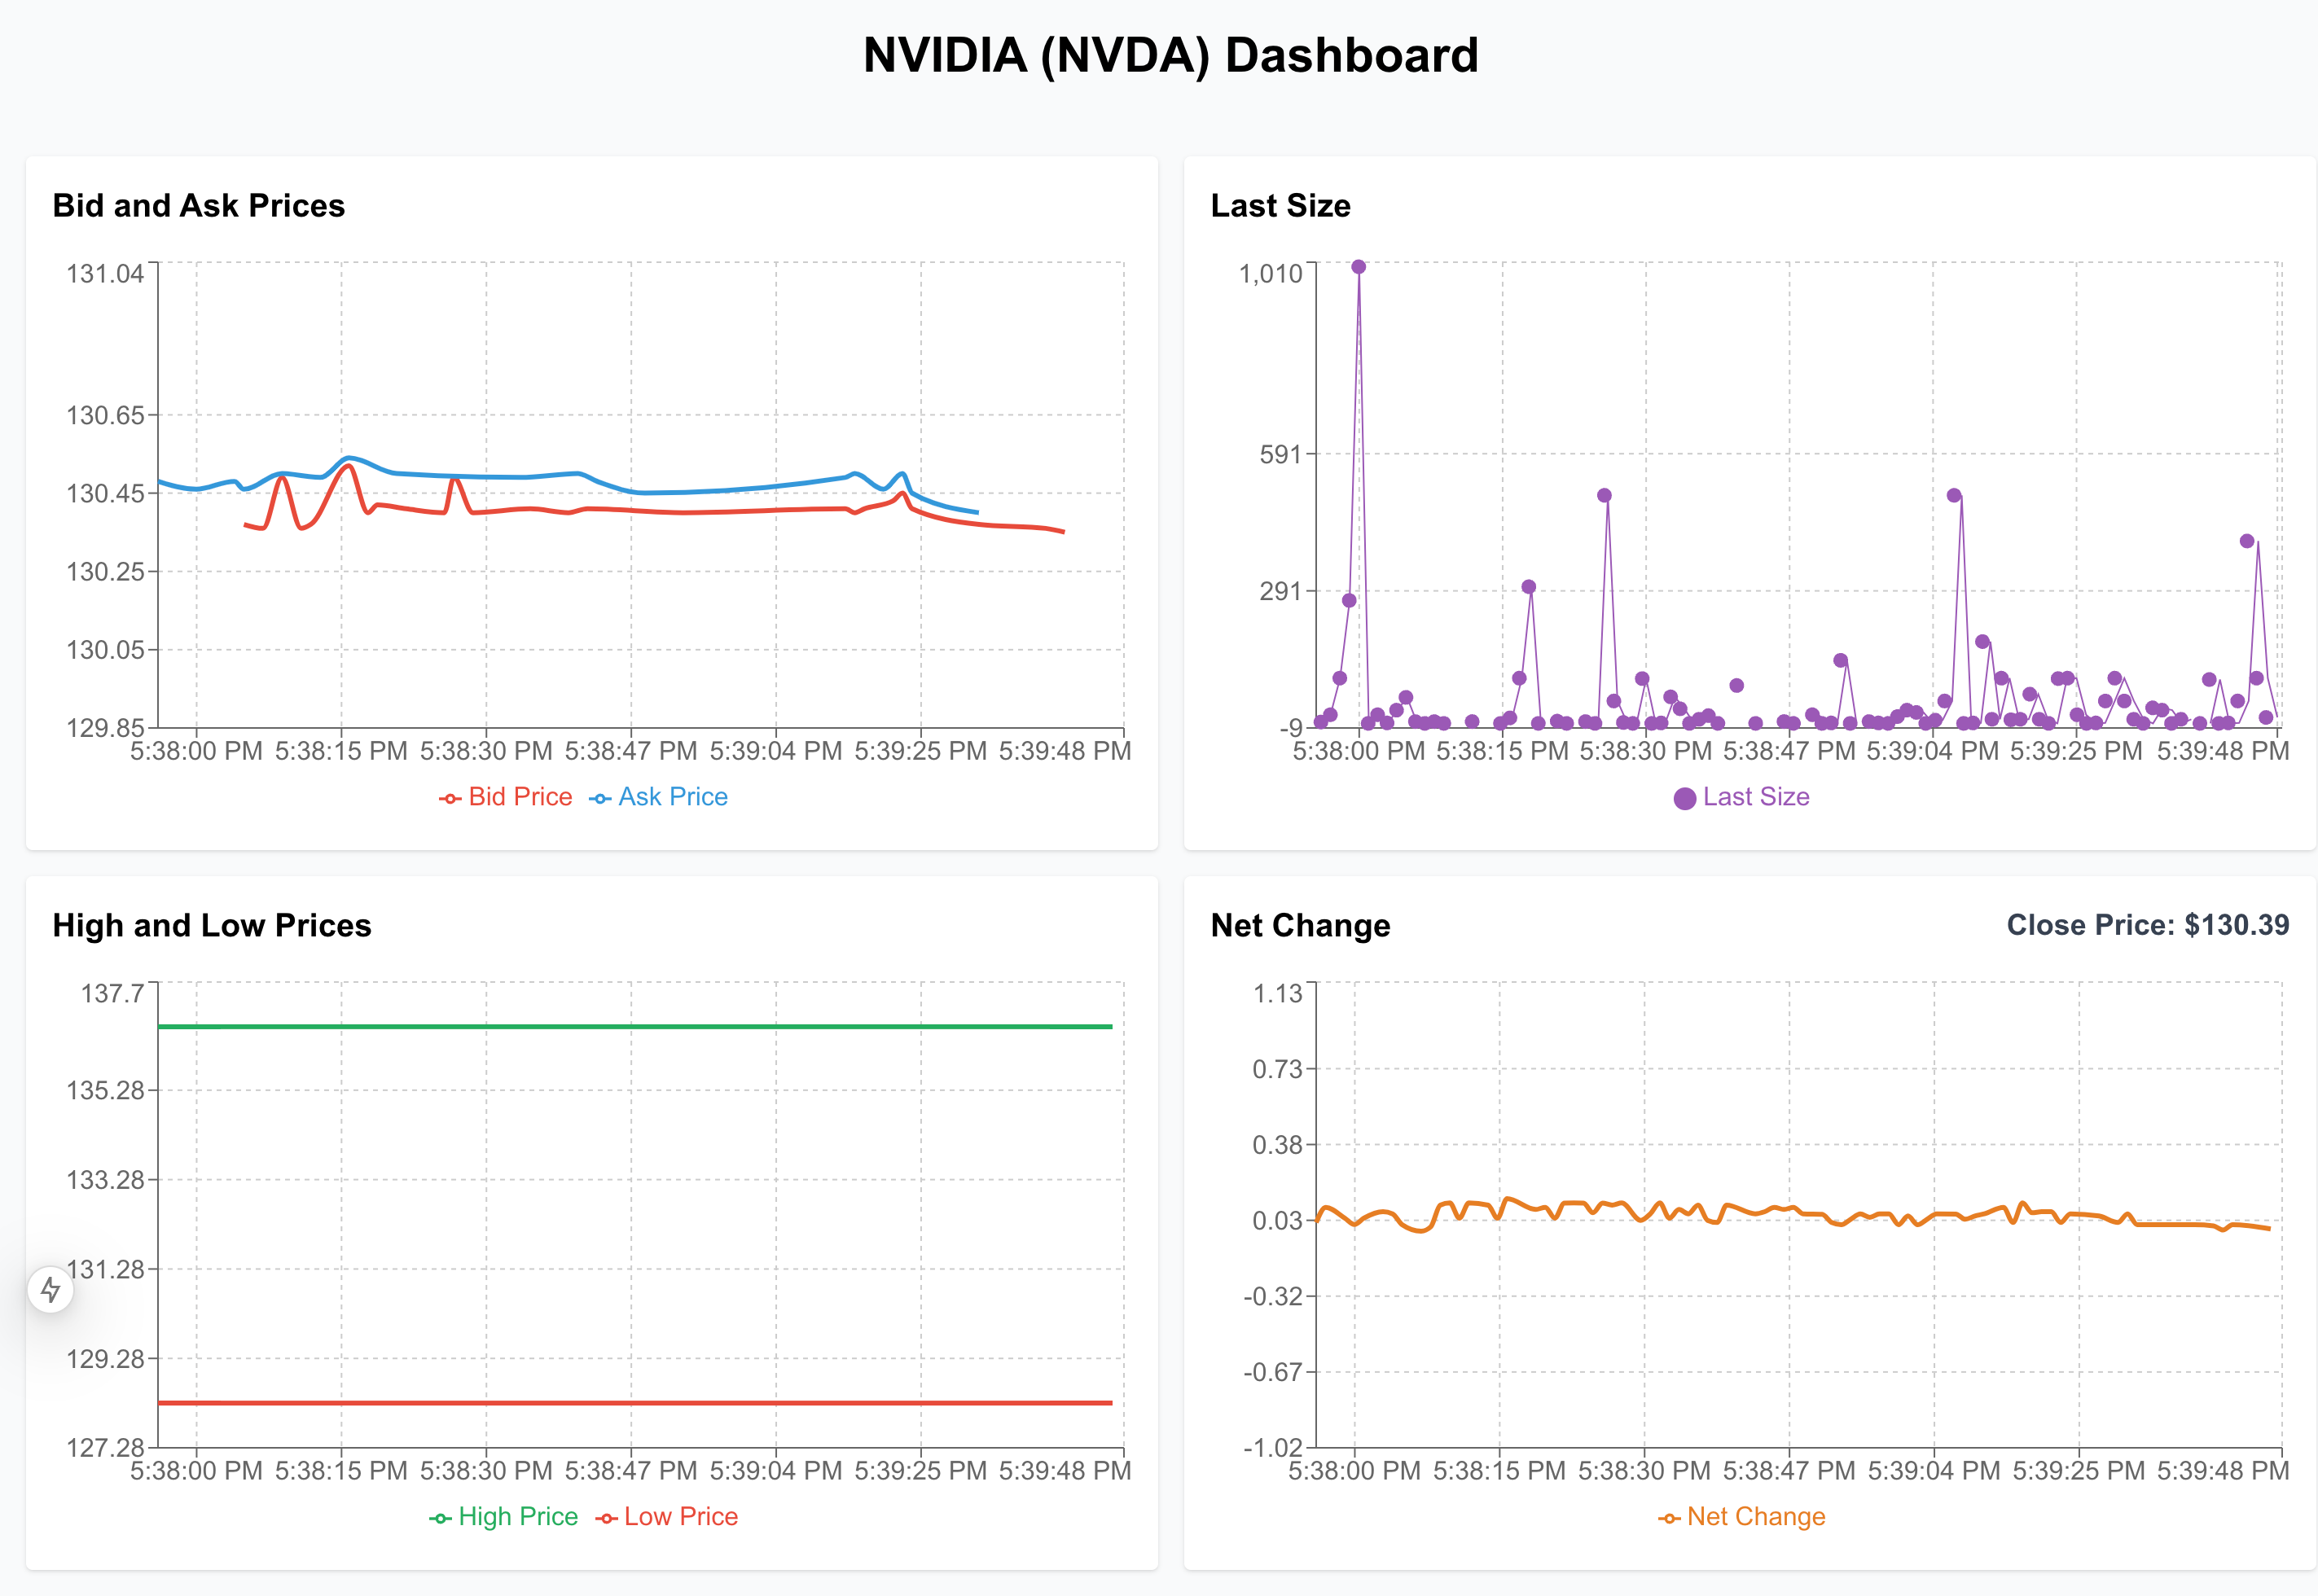 NVIDIA (NVDA) Dashboard
Bid and Ask Prices
131.04
130.65
130.45
130.25
130.05
129.85
5:38:00 PM 5:38:15 PM 5:38:30 PM 5:38:47 PM 5:39:04 PM 5:39:25 PM 5:39:48 PM
Bid Price Ask Price
Last Size
1,010
591
291
-9
5:38:00 PM 5:38:15 PM 5:38:30 PM 5:38:47 PM 5:39:04 PM 5:39:25 PM 5:39:48 PM
Last Size
High and Low Prices
137.7
135.28
133.28
131.28
129.28
127.28
5:38:00 PM 5:38:15 PM 5:38:30 PM 5:38:47 PM 5:39:04 PM 5:39:25 PM 5:39:48 PM
High Price Low Price
Net Change
Close Price: $130.39
1.13
0.73
0.38
0.03
-0.32
-0.67
-1.02
5:38:00 PM 5:38:15 PM 5:38:30 PM 5:38:47 PM 5:39:04 PM 5:39:25 PM 5:39:48 PM
Net Change